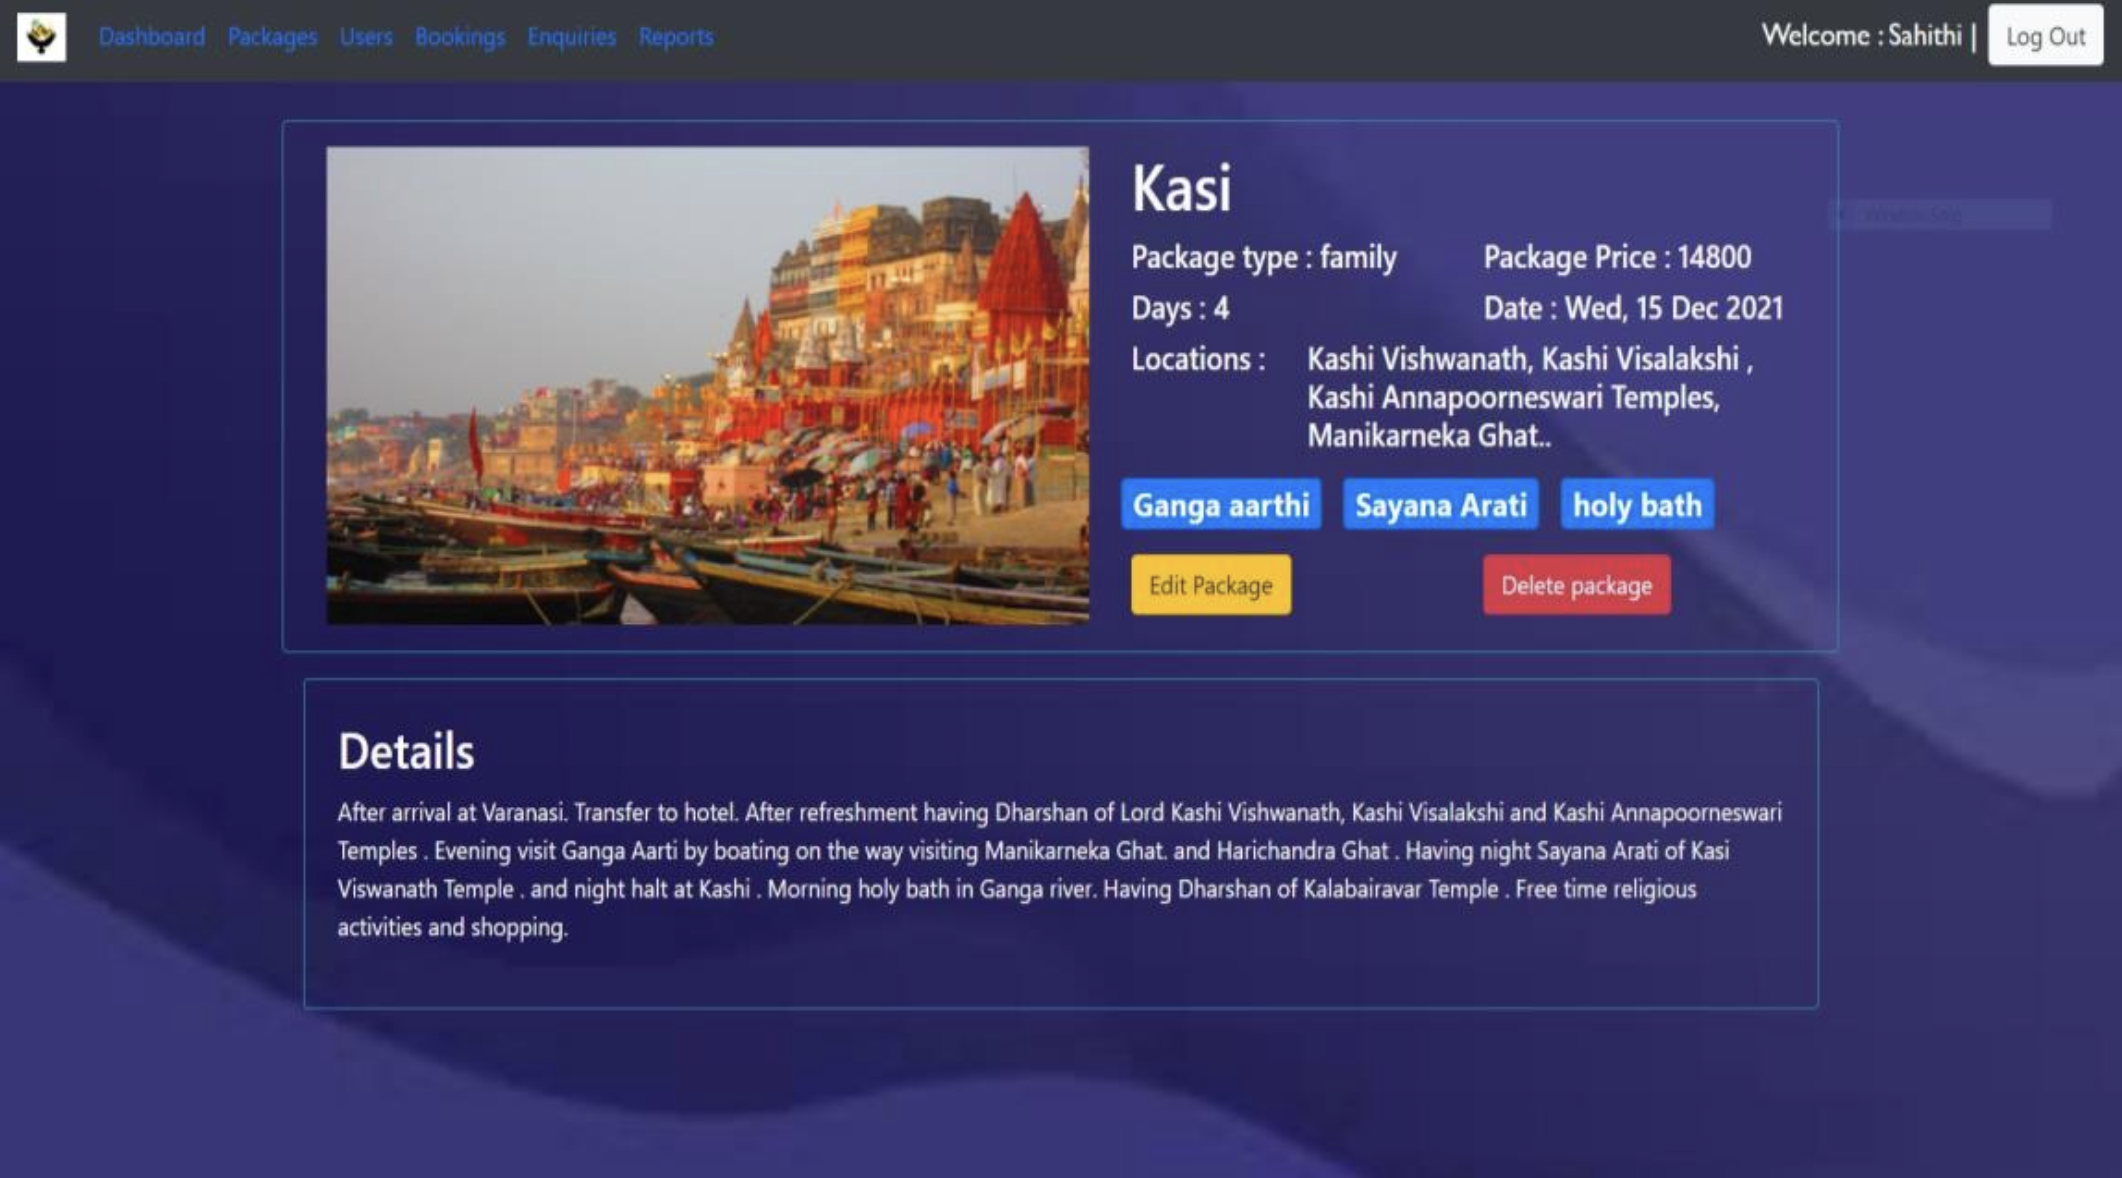 Dashboard Packages Users Bookings Enquiries Reports
Welcome : Sahithi | Log Out
Kasi
Package type : family Package Price : 14800
Days : 4 Date : Wed, 15 Dec 2021
Locations : Kashi Vishwanath, Kashi Visalakshi ,
Kashi Annapoorneswari Temples,
Manikarneka Ghat..
Ganga aarthi Sayana Arati holy bath
Edit Package Delete package
Details
After arrival at Varanasi. Transfer to hotel. After refreshment having Dharshan of Lord Kashi Vishwanath, Kashi Visalakshi and Kashi Annapoorneswari
Temples . Evening visit Ganga Aarti by boating on the way visiting Manikarneka Ghat. and Harichandra Ghat . Having night Sayana Arati of Kasi
Viswanath Temple . and night halt at Kashi . Morning holy bath in Ganga river. Having Dharshan of Kalabairavar Temple . Free time religious
activities and shopping.